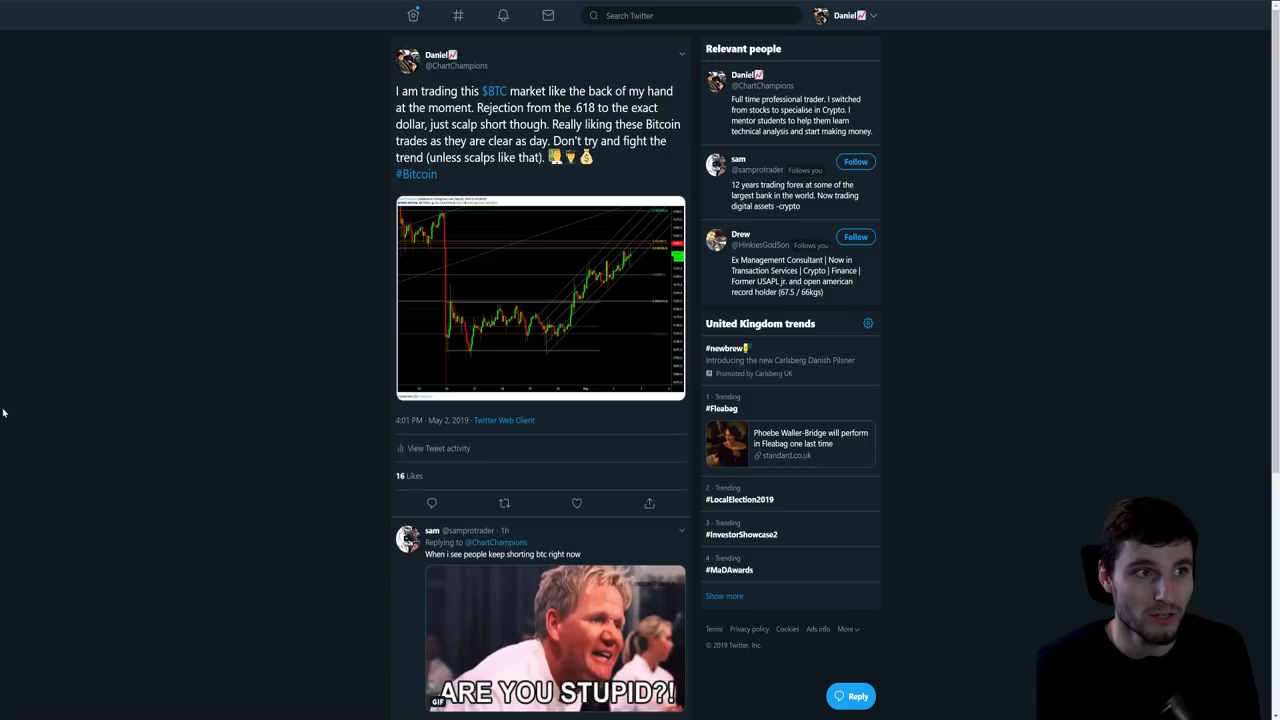 Search Twitter
Daniel📈
Daniel📈
@ChartChampions
I am trading this $BTC market like the back of my hand
at the moment. Rejection from the .618 to the exact
dollar, just scalp short though. Really liking these Bitcoin
trades as they are clear as day. Don't try and fight the
trend (unless scalps like that).
#Bitcoin
4:01 PM · May 2, 2019 · Twitter Web Client
View Tweet activity
16 Likes
sam @samprotrader · 1h
Replying to @ChartChampions
When i see people keep shorting btc right now
ARE YOU STUPID?!
GIF
Relevant people
Daniel📈
@ChartChampions
Full time professional trader. I switched
from stocks to specialise in Crypto. I
mentor students to help them learn
technical analysis and start making money.
sam
@samprotrader Follows you
Follow
12 years trading forex at some of the
largest bank in the world. Now trading
digital assets -crypto
Drew
@HinkiesGodSon Follows you
Follow
Ex Management Consultant | Now in
Transaction Services | Crypto | Finance |
Former USAPL jr. and open american
record holder (67.5 / 66kgs)
United Kingdom trends
#newbrew
Introducing the new Carlsberg Danish Pilsner
Promoted by Carlsberg UK
1 · Trending
#Fleabag
Phoebe Waller-Bridge will perform
in Fleabag one last time
standard.co.uk
2 · Trending
#LocalElection2019
3 · Trending
#InvestorShowcase2
4 · Trending
#MaDAwards
Show more
Terms Privacy policy Cookies Ads info More
© 2019 Twitter, Inc.
Reply